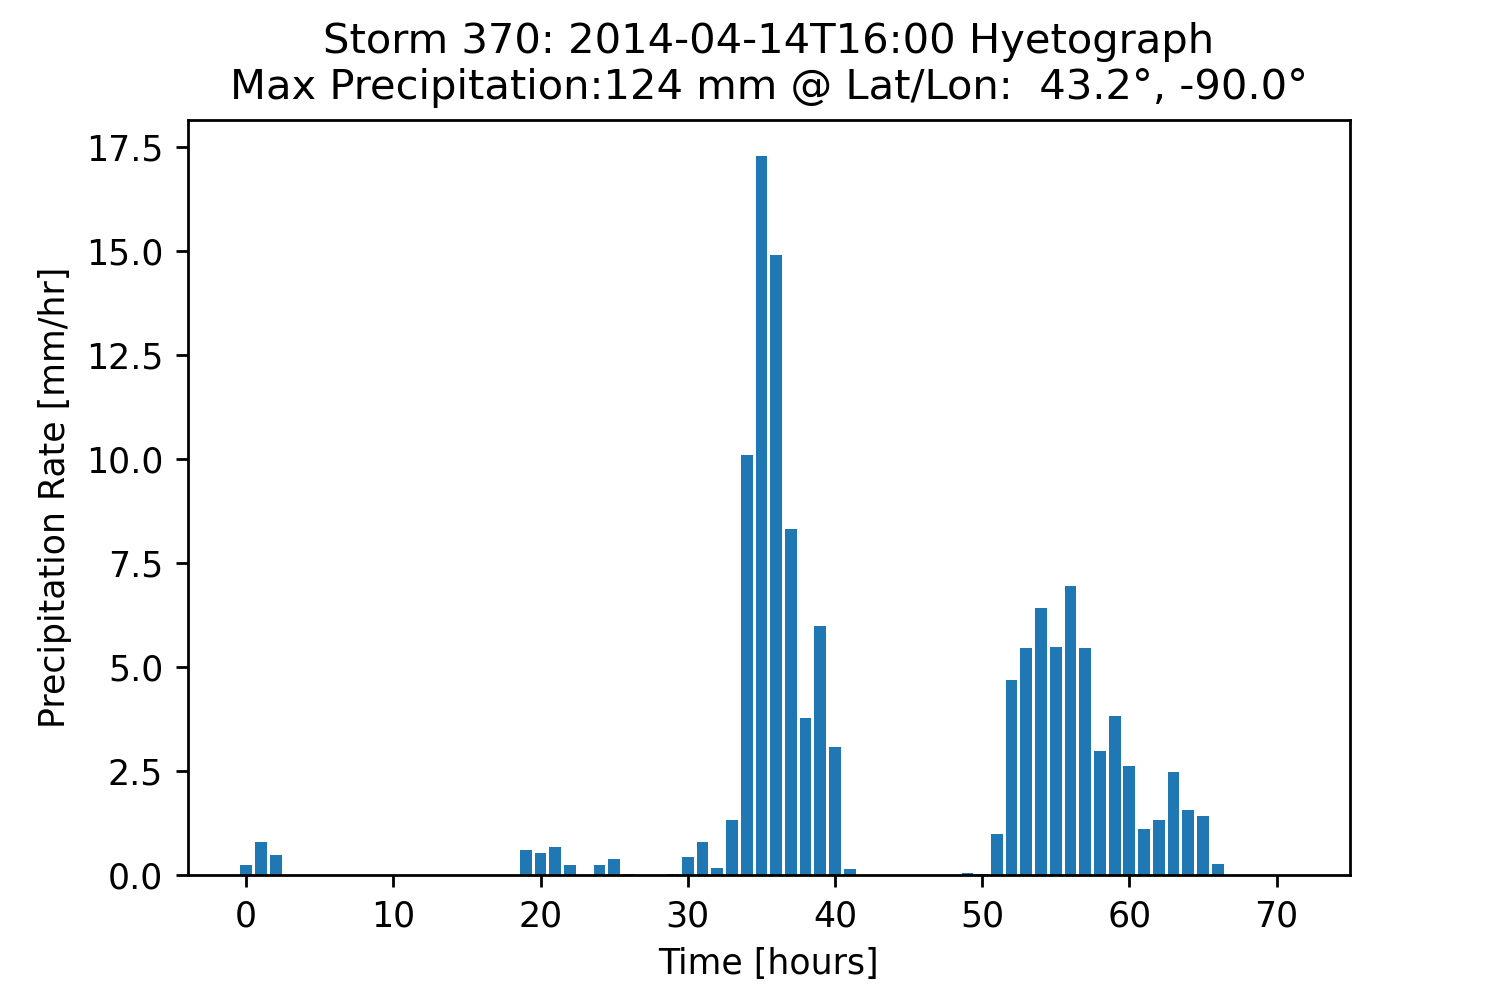 Storm 370: 2014-04-14T16:00 Hyetograph
Max Precipitation:124 mm @ Lat/Lon:  43.2°, -90.0°
17.5
15.0
12.5
10.0
7.5
5.0
2.5
0.0
Precipitation Rate [mm/hr]
0 10 20 30 40 50 60 70
Time [hours]